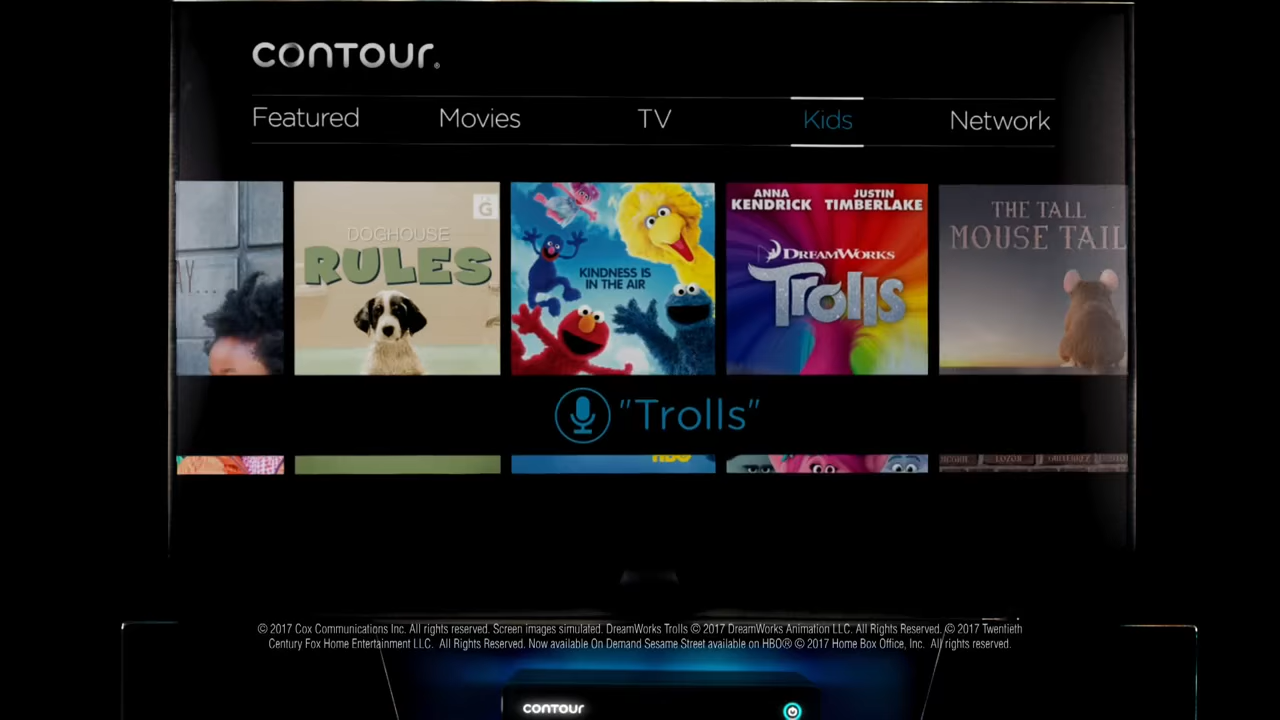 contour®
Featured Movies TV Kids Network
AY...
G
DOGHOUSE
RULES
KINDNESS IS
IN THE AIR
ANNA
KENDRICK
JUSTIN
TIMBERLAKE
DREAMWORKS
Trolls
THE TALL
MOUSE TAIL
"Trolls"
HBO
© 2017 Cox Communications Inc. All rights reserved. Screen images simulated. DreamWorks Trolls © 2017 DreamWorks Animation LLC. All Rights Reserved. © 2017 Twentieth
Century Fox Home Entertainment LLC. All Rights Reserved. Now available On Demand Sesame Street available on HBO® © 2017 Home Box Office, Inc. All rights reserved.
contour